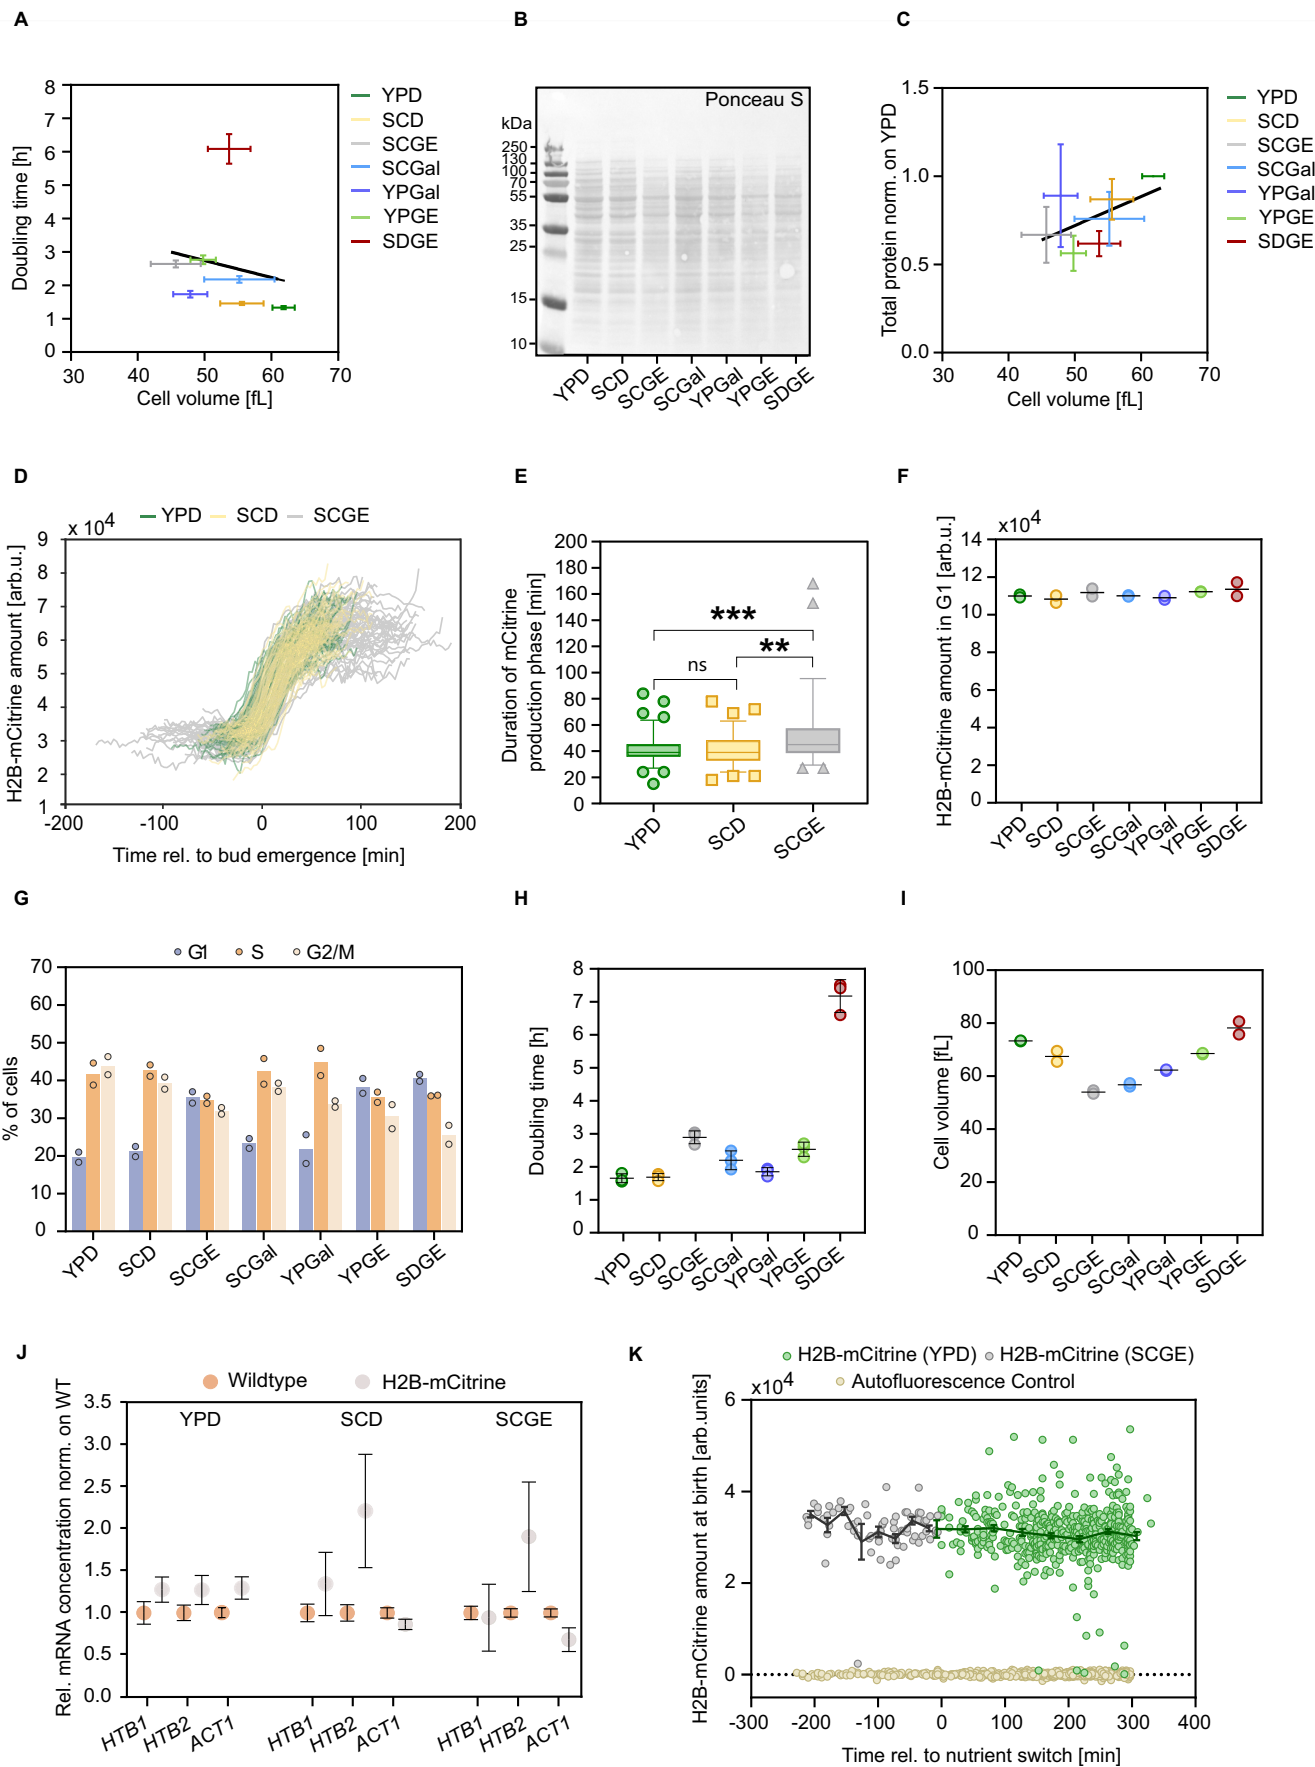 A
Doubling time [h]
8
7
6
5
4
3
2
1
0
30 40 50 60 70
Cell volume [fL]
YPD
SCD
SCGE
SCGal
YPGal
YPGE
SDGE
B
Ponceau S
kDa
250
130
100
70
55
35
25
15
10
YPD SCD SCGE SCGal YPGal YPGE SDGE
C
Total protein norm. on YPD
1.5
1.0
0.5
0.0
30 40 50 60 70
Cell volume [fL]
YPD
SCD
SCGE
SCGal
YPGal
YPGE
SDGE
D
YPD SCD SCGE
x 10⁴
H2B-mCitrine amount [arb.u.]
9
8
7
6
5
4
3
2
1
-200 -100 0 100 200
Time rel. to bud emergence [min]
E
Duration of mCitrine
production phase [min]
200
180
160
140
120
100
80
60
40
20
0
***
**
ns
YPD SCD SCGE
F
x10⁴
H2B-mCitrine amount in G1 [arb.u.]
14
12
10
8
6
4
2
0
YPD SCD SCGE SCGal YPGal YPGE SDGE
G
G1 S G2/M
% of cells
70
60
50
40
30
20
10
0
YPD SCD SCGE SCGal YPGal YPGE SDGE
H
Doubling time [h]
8
7
6
5
4
3
2
1
0
YPD SCD SCGE SCGal YPGal YPGE SDGE
I
Cell volume [fL]
100
80
60
40
20
0
YPD SCD SCGE SCGal YPGal YPGE SDGE
J
Wildtype H2B-mCitrine
Rel. mRNA concentration norm. on WT
3.5
3.0
2.5
2.0
1.5
1.0
0.5
0.0
YPD SCD SCGE
HTB1 HTB2 ACT1 HTB1 HTB2 ACT1 HTB1 HTB2 ACT1
K
H2B-mCitrine (YPD) H2B-mCitrine (SCGE)
Autofluorescence Control
x10⁴
H2B-mCitrine amount at birth [arb.units]
6
4
2
0
-300 -200 -100 0 100 200 300 400
Time rel. to nutrient switch [min]